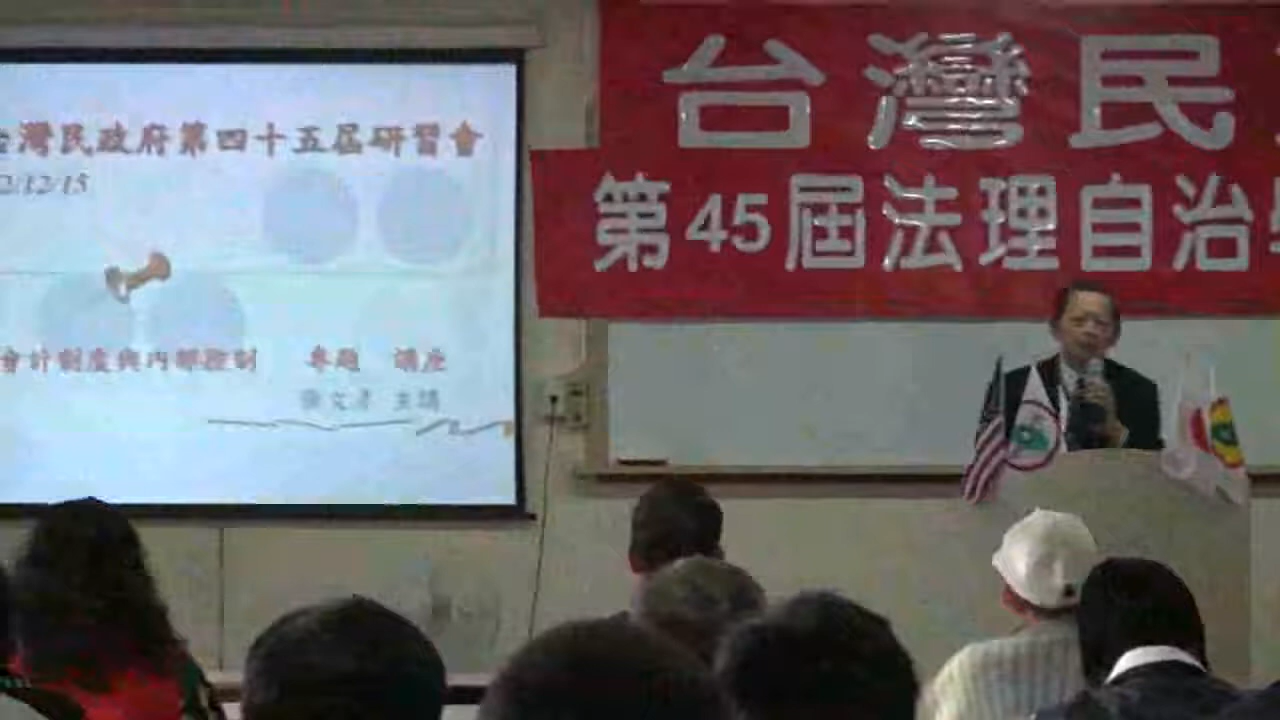 台灣民政府第四十五屆研習會
2/12/15
會計制度與內部控制 專題 講座
主講
台灣民
第45屆法理自治學